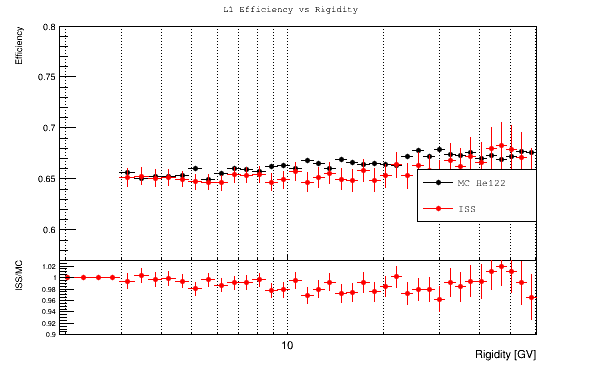 L1 Efficiency vs Rigidity
Efficiency
0.8
0.75
0.7
0.65
0.6
MC He122
ISS
ISS/MC
1.02
1
0.98
0.96
0.94
0.92
0.9
10
Rigidity [GV]